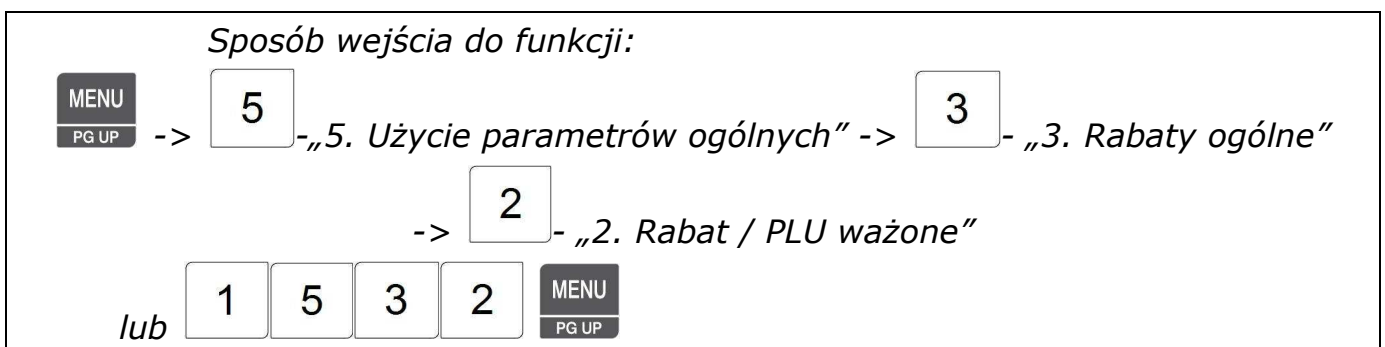 Sposób wejścia do funkcji:
MENU PG UP -> 5 -„5. Użycie parametrów ogólnych” -> 3 - „3. Rabaty ogólne”
-> 2 - „2. Rabat / PLU ważone”
lub 1 5 3 2 MENU PG UP